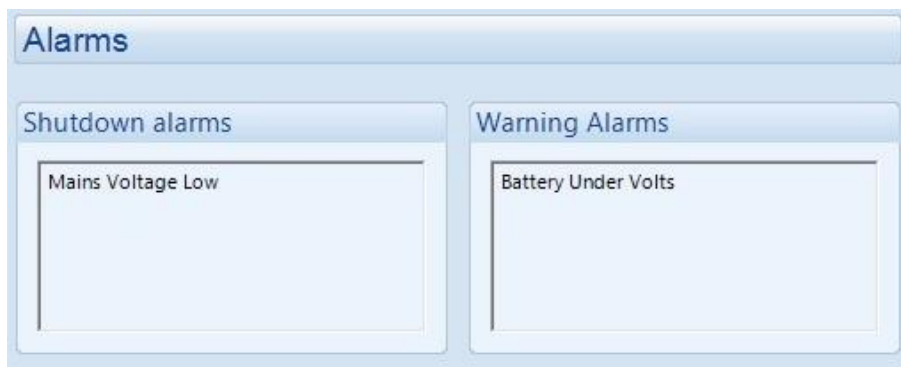 Alarms
Shutdown alarms
Warning Alarms
Mains Voltage Low
Battery Under Volts